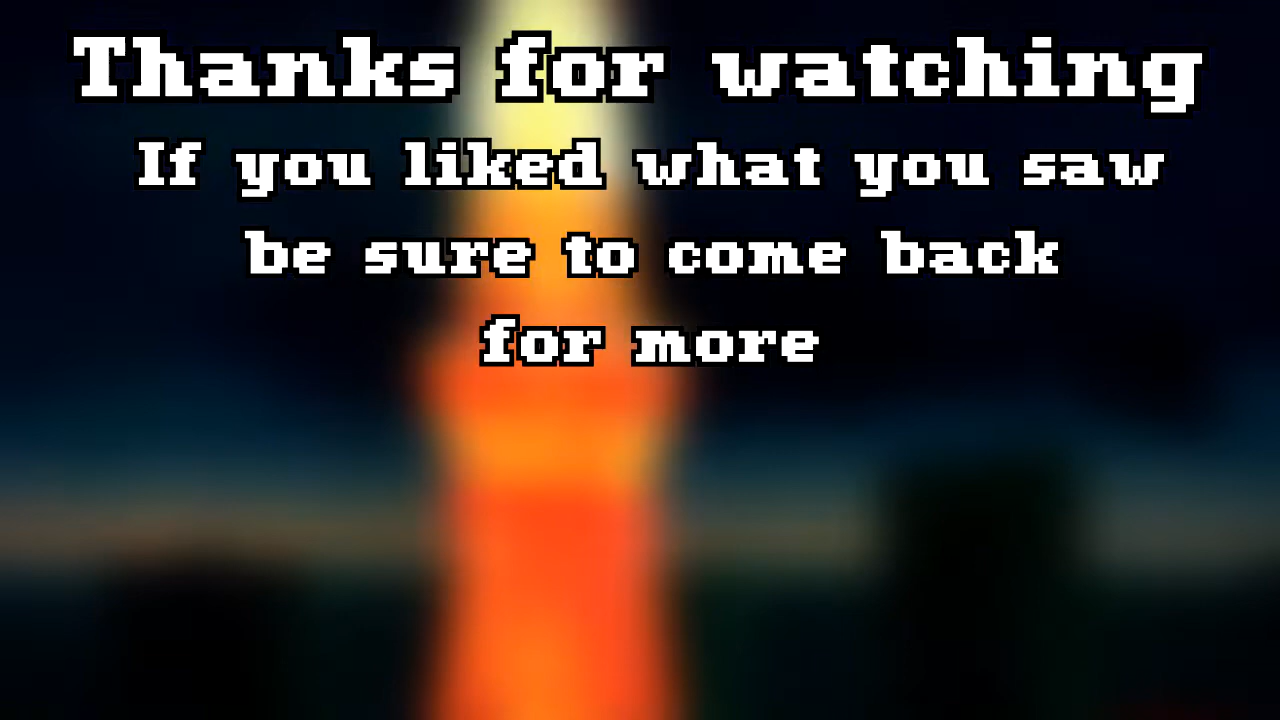 Thanks for watching
If you liked what you saw
be sure to come back
for more